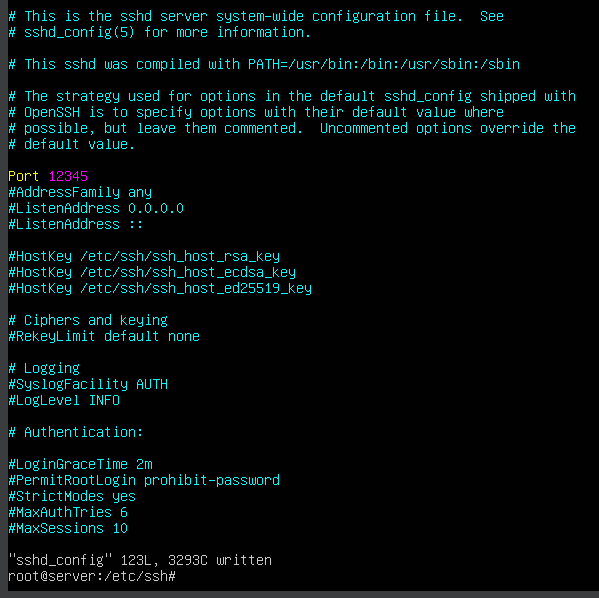 # This is the sshd server system-wide configuration file.  See
# sshd_config(5) for more information.
# This sshd was compiled with PATH=/usr/bin:/bin:/usr/sbin:/sbin
# The strategy used for options in the default sshd_config shipped with
# OpenSSH is to specify options with their default value where
# possible, but leave them commented.  Uncommented options override the
# default value.
Port 12345
#AddressFamily any
#ListenAddress 0.0.0.0
#ListenAddress ::
#HostKey /etc/ssh/ssh_host_rsa_key
#HostKey /etc/ssh/ssh_host_ecdsa_key
#HostKey /etc/ssh/ssh_host_ed25519_key
# Ciphers and keying
#RekeyLimit default none
# Logging
#SyslogFacility AUTH
#LogLevel INFO
# Authentication:
#LoginGraceTime 2m
#PermitRootLogin prohibit-password
#StrictModes yes
#MaxAuthTries 6
#MaxSessions 10
"sshd_config" 123L, 3293C written
root@server:/etc/ssh#